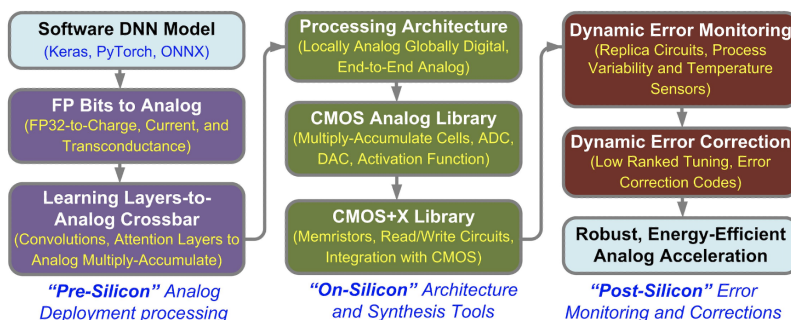 Software DNN Model
(Keras, PyTorch, ONNX)
FP Bits to Analog
(FP32-to-Charge, Current, and
Transconductance)
Learning Layers-to-
Analog Crossbar
(Convolutions, Attention Layers to
Analog Multiply-Accumulate)
"Pre-Silicon" Analog
Deployment processing
Processing Architecture
(Locally Analog Globally Digital,
End-to-End Analog)
CMOS Analog Library
(Multiply-Accumulate Cells, ADC,
DAC, Activation Function)
CMOS+X Library
(Memristors, Read/Write Circuits,
Integration with CMOS)
"On-Silicon" Architecture
and Synthesis Tools
Dynamic Error Monitoring
(Replica Circuits, Process
Variability and Temperature
Sensors)
Dynamic Error Correction
(Low Ranked Tuning, Error
Correction Codes)
Robust, Energy-Efficient
Analog Acceleration
"Post-Silicon" Error
Monitoring and Corrections